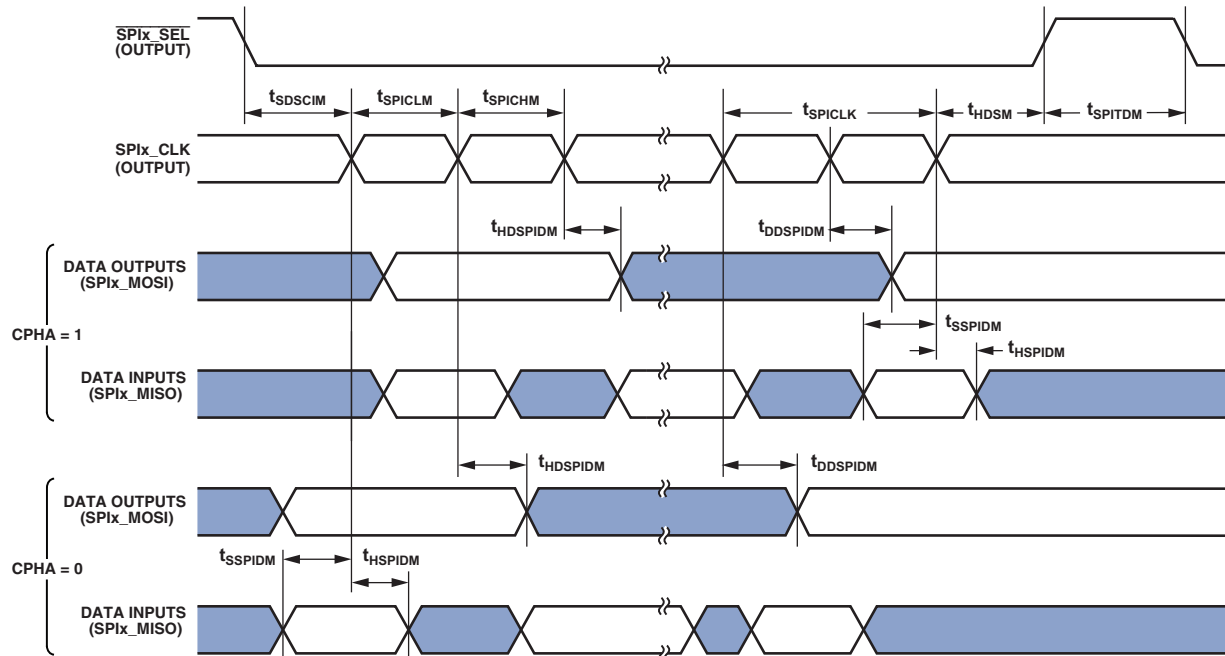 SPIx_SEL
(OUTPUT)
tSDSCIM
tSPICLM
tSPICHM
tSPICLK
tHDSM
tSPITDM
SPIx_CLK
(OUTPUT)
tHDSPIDM
tDDSPIDM
DATA OUTPUTS
(SPIx_MOSI)
CPHA = 1
tSSPIDM
tHSPIDM
DATA INPUTS
(SPIx_MISO)
tHDSPIDM
tDDSPIDM
DATA OUTPUTS
(SPIx_MOSI)
CPHA = 0
tSSPIDM
tHSPIDM
DATA INPUTS
(SPIx_MISO)